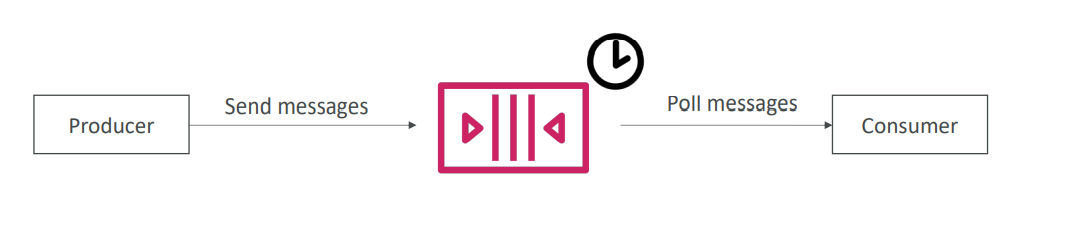 Producer
Send messages
Poll messages
Consumer